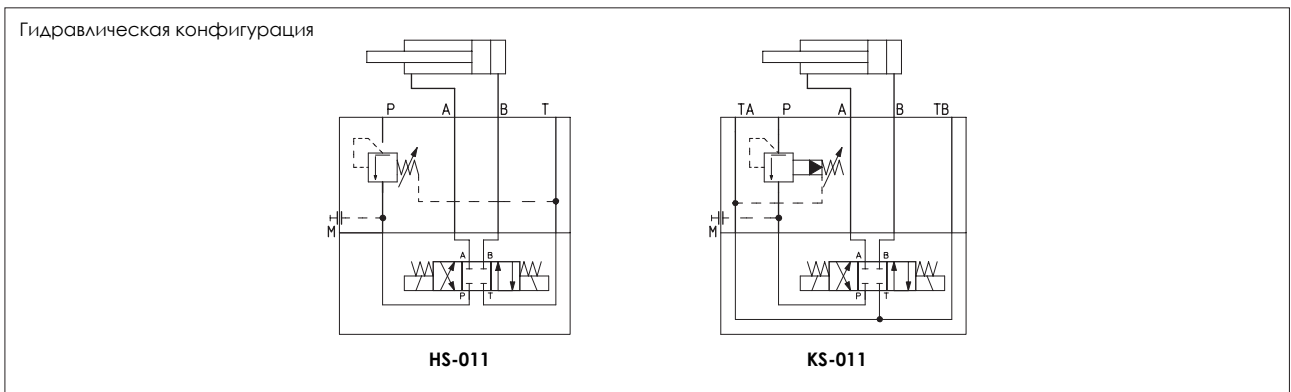 Гидравлическая конфигурация
P A B T
M
A B
P T
HS-011
TA P A B TB
M
A B
P T
KS-011